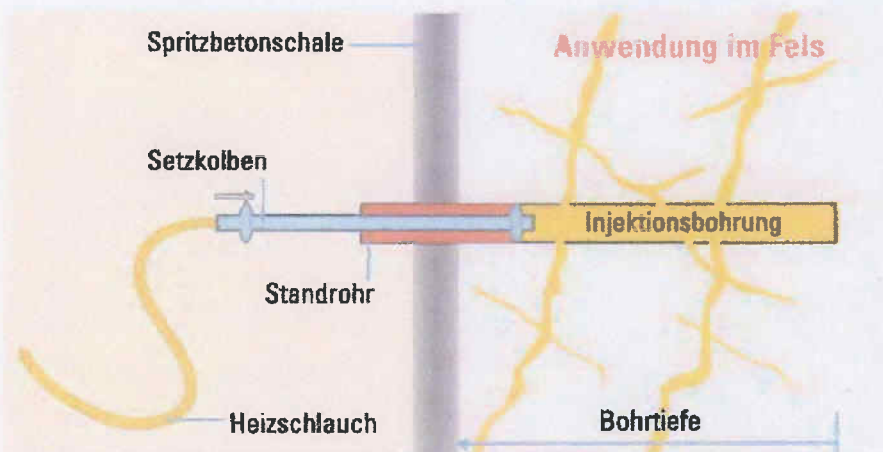 Spritzbetonschale
Anwendung im Fels
Setzkolben
Injektionsbohrung
Standrohr
Heizschlauch
Bohrtiefe